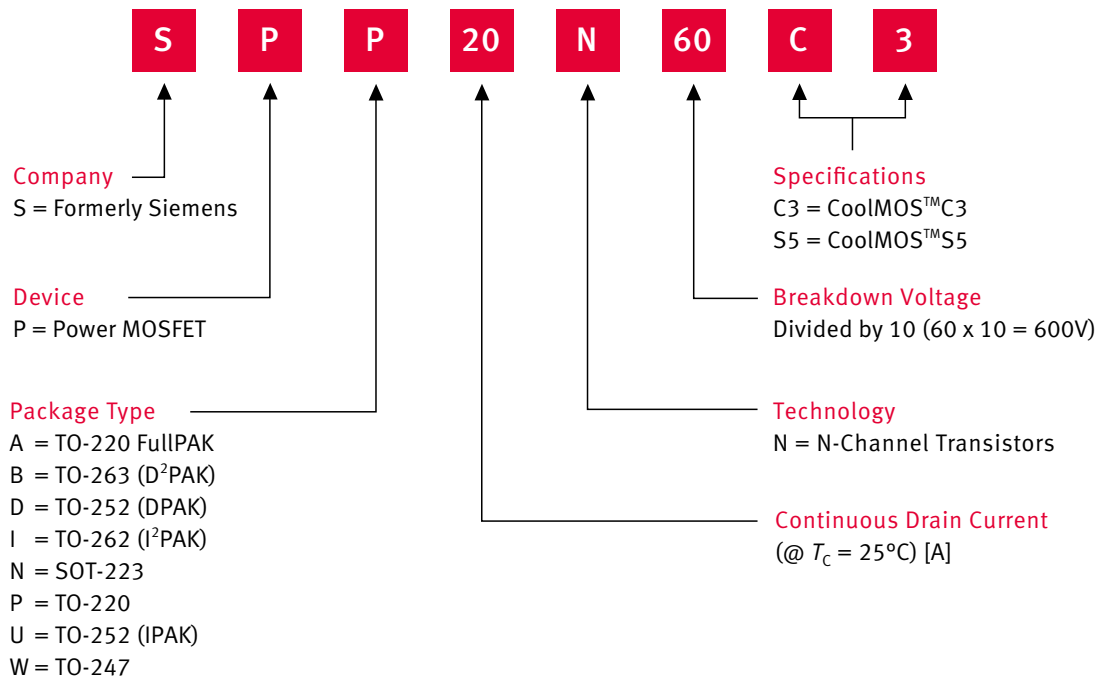 S P P 20 N 60 C 3
Company
S = Formerly Siemens
Device
P = Power MOSFET
Package Type
A = TO-220 FullPAK
B = TO-263 (D²PAK)
D = TO-252 (DPAK)
I = TO-262 (I²PAK)
N = SOT-223
P = TO-220
U = TO-252 (IPAK)
W = TO-247
Specifications
C3 = CoolMOS™C3
S5 = CoolMOS™S5
Breakdown Voltage
Divided by 10 (60 x 10 = 600V)
Technology
N = N-Channel Transistors
Continuous Drain Current
(@ T_C = 25°C) [A]